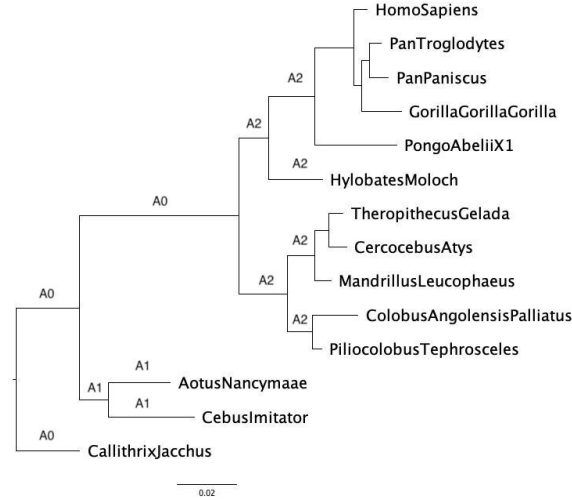 HomoSapiens
PanTroglodytes
A2
PanPaniscus
GorillaGorillaGorilla
A2
PongoAbeliiX1
A2
HylobatesMoloch
A0
TheropithecusGelada
A2
CercocebusAtys
A2
MandrillusLeucophaeus
A0
ColobusAngolensisPalliatus
A2
PiliocolobusTephrosceles
A1
AotusNancymaae
A1
A1
CebusImitator
A0
CallithrixJacchus
0.02